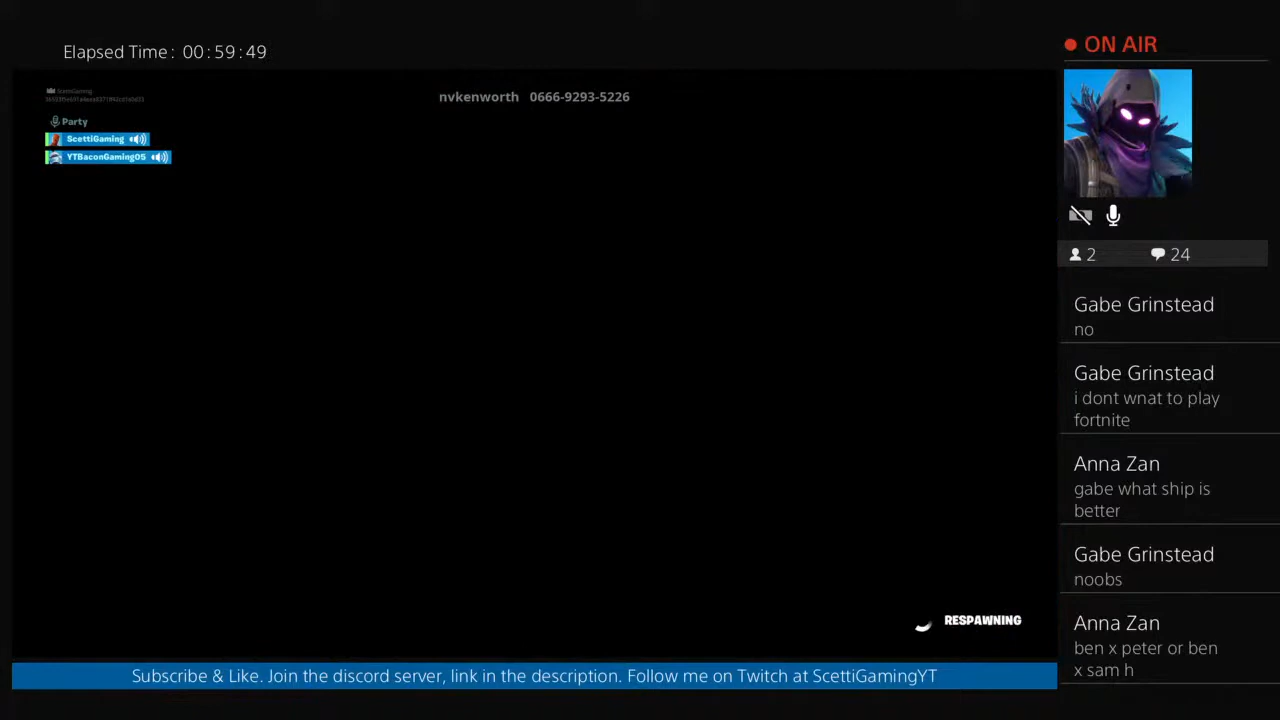 Elapsed Time: 00:59:49
ON AIR
ScettiGaming
nvkenworth 0666-9293-5226
Party
ScettiGaming
YTBaconGaming05
2 24
Gabe Grinstead
no
Gabe Grinstead
i dont wnat to play
fortnite
Anna Zan
gabe what ship is
better
Gabe Grinstead
noobs
Anna Zan
ben x peter or ben
x sam h
RESPAWNING
Subscribe & Like. Join the discord server, link in the description. Follow me on Twitch at ScettiGamingYT